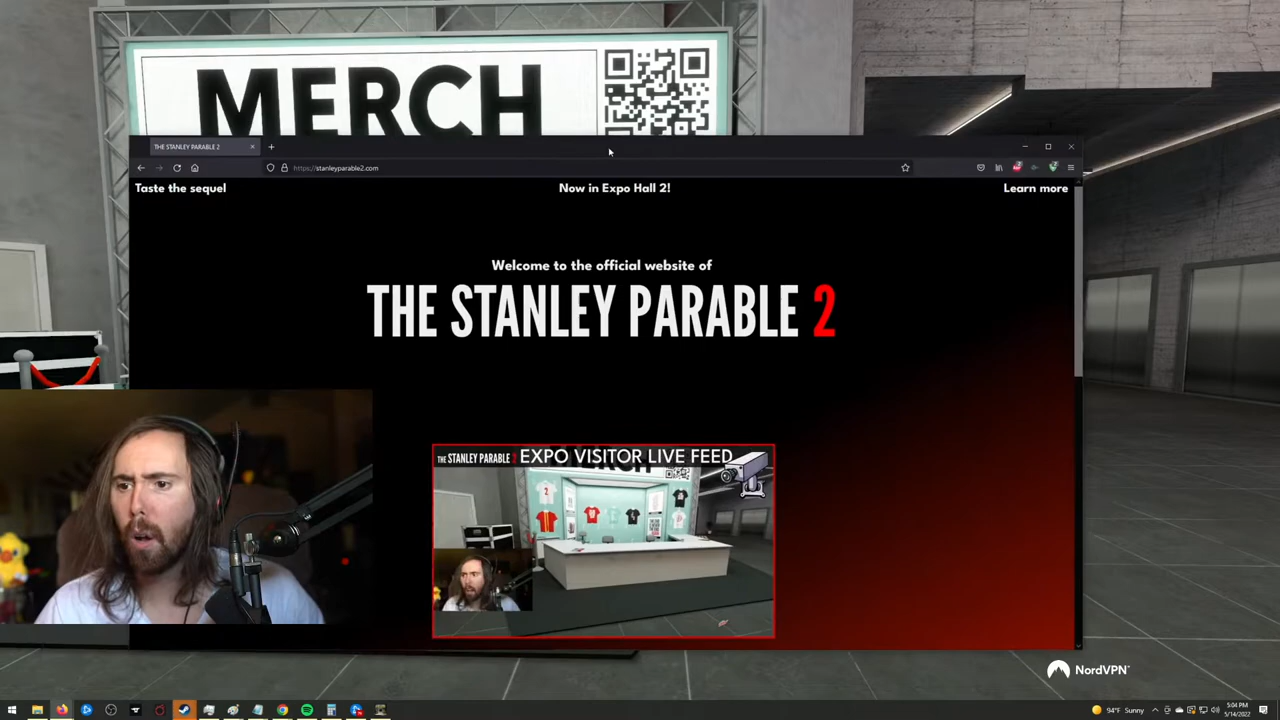 MERCH
THE STANLEY PARABLE 2
https://stanleyparable2.com
Taste the sequel
Now in Expo Hall 2!
Learn more
Welcome to the official website of
THE STANLEY PARABLE 2
THE STANLEY PARABLE 2 EXPO VISITOR LIVE FEED
MERCH
NordVPN
94°F Sunny
5:04 PM
5/14/2022